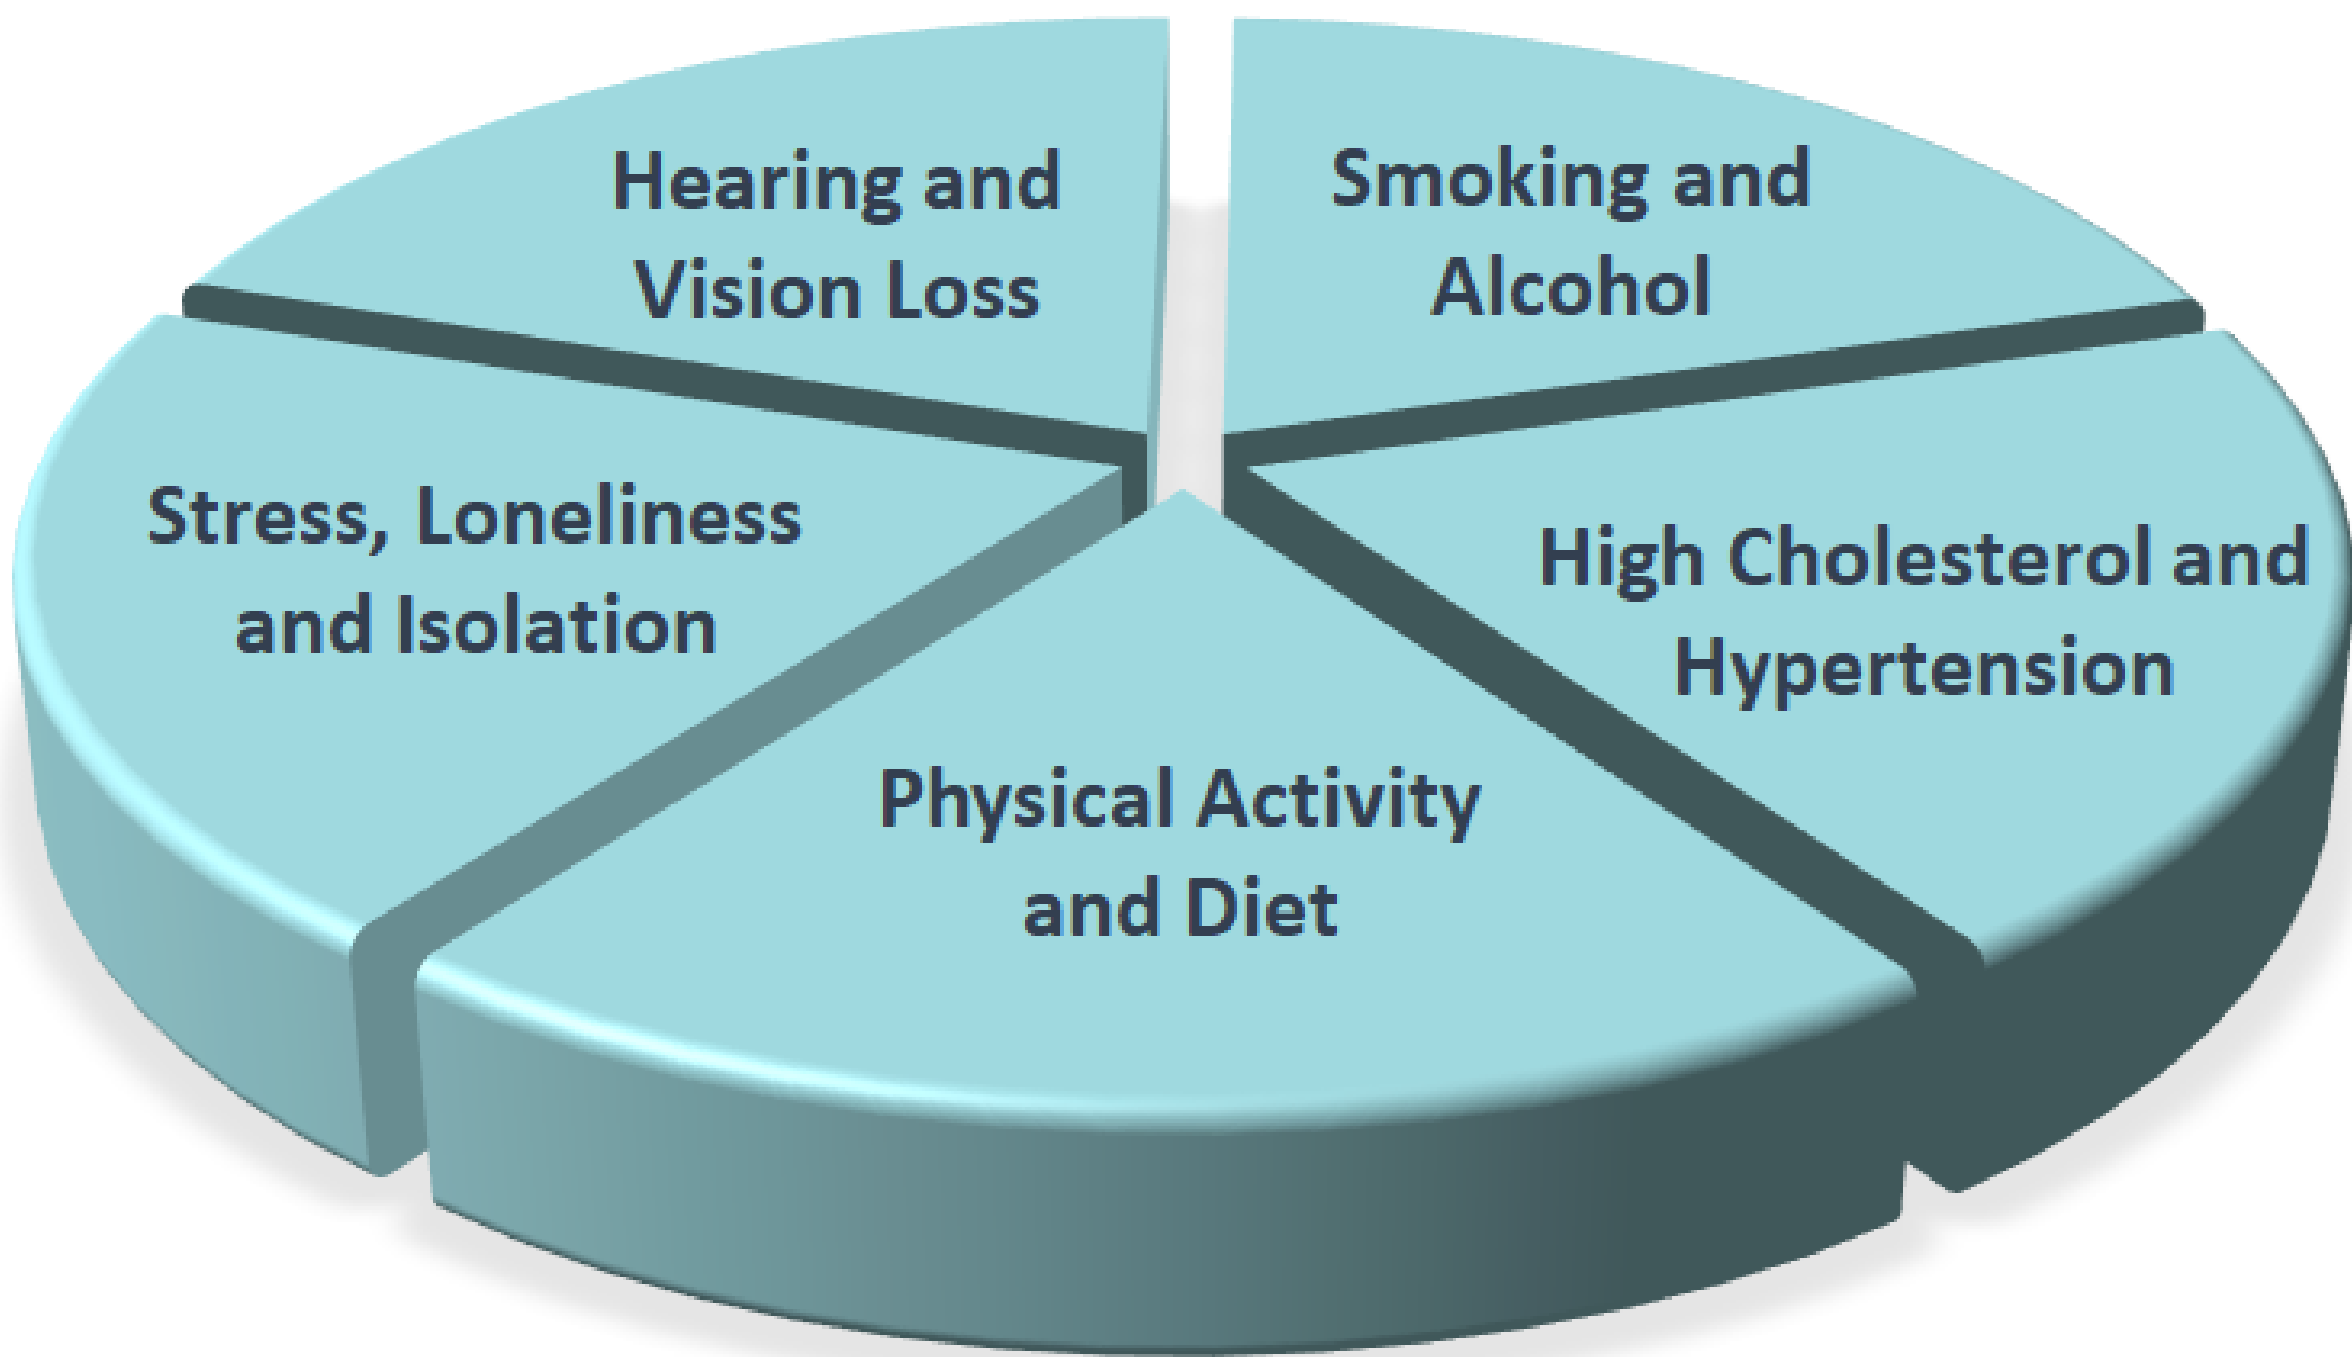 Hearing and
Vision Loss
Smoking and
Alcohol
Stress, Loneliness
and Isolation
High Cholesterol and
Hypertension
Physical Activity
and Diet